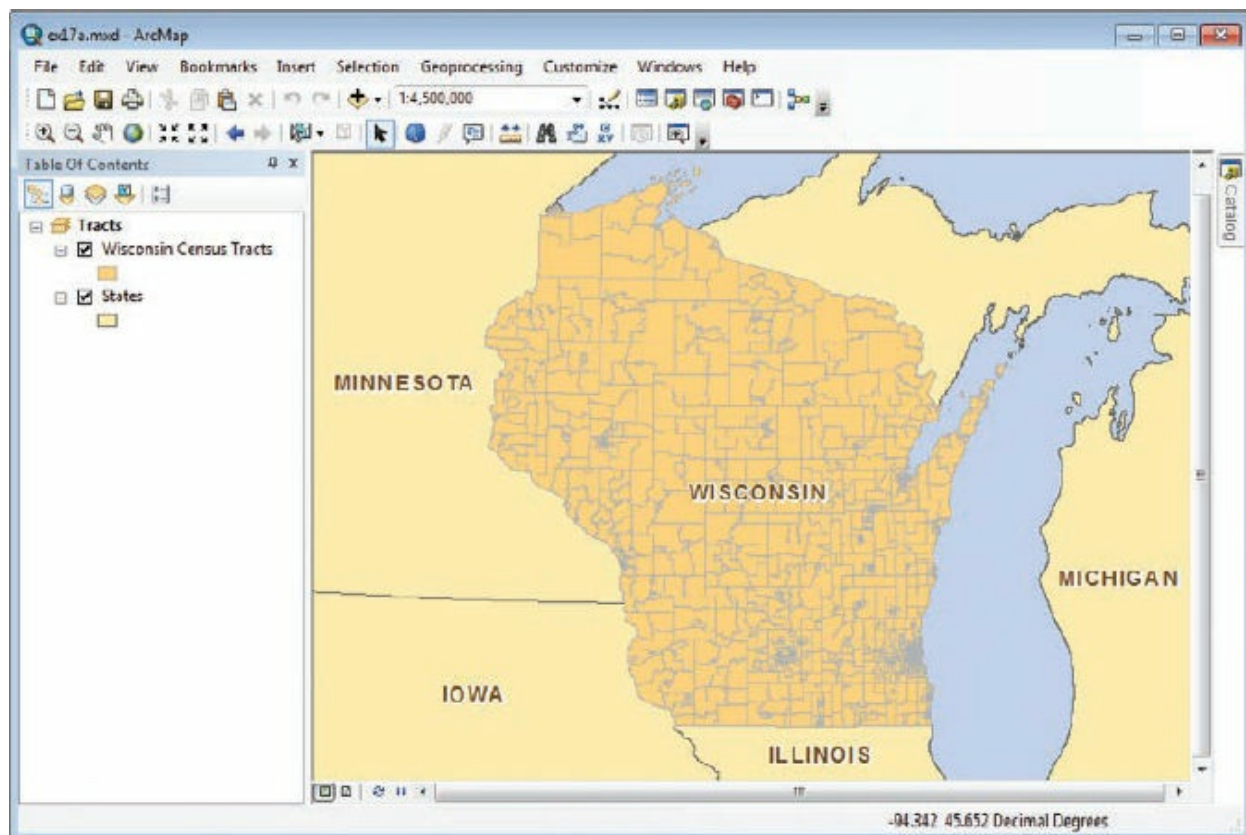 ex17a.mxd - ArcMap
File Edit View Bookmarks Insert Selection Geoprocessing Customize Windows Help
1:4,500,000
Table Of Contents
Tracts
Wisconsin Census Tracts
States
Catalog
MINNESOTA
WISCONSIN
MICHIGAN
IOWA
ILLINOIS
-94.342 45.652 Decimal Degrees